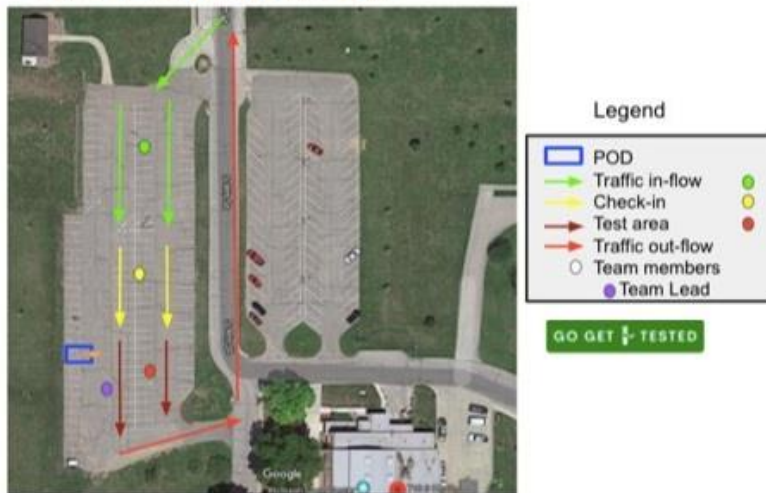 Legend
POD
Traffic in-flow
Check-in
Test area
Traffic out-flow
Team members
Team Lead
GO GET TESTED
Google